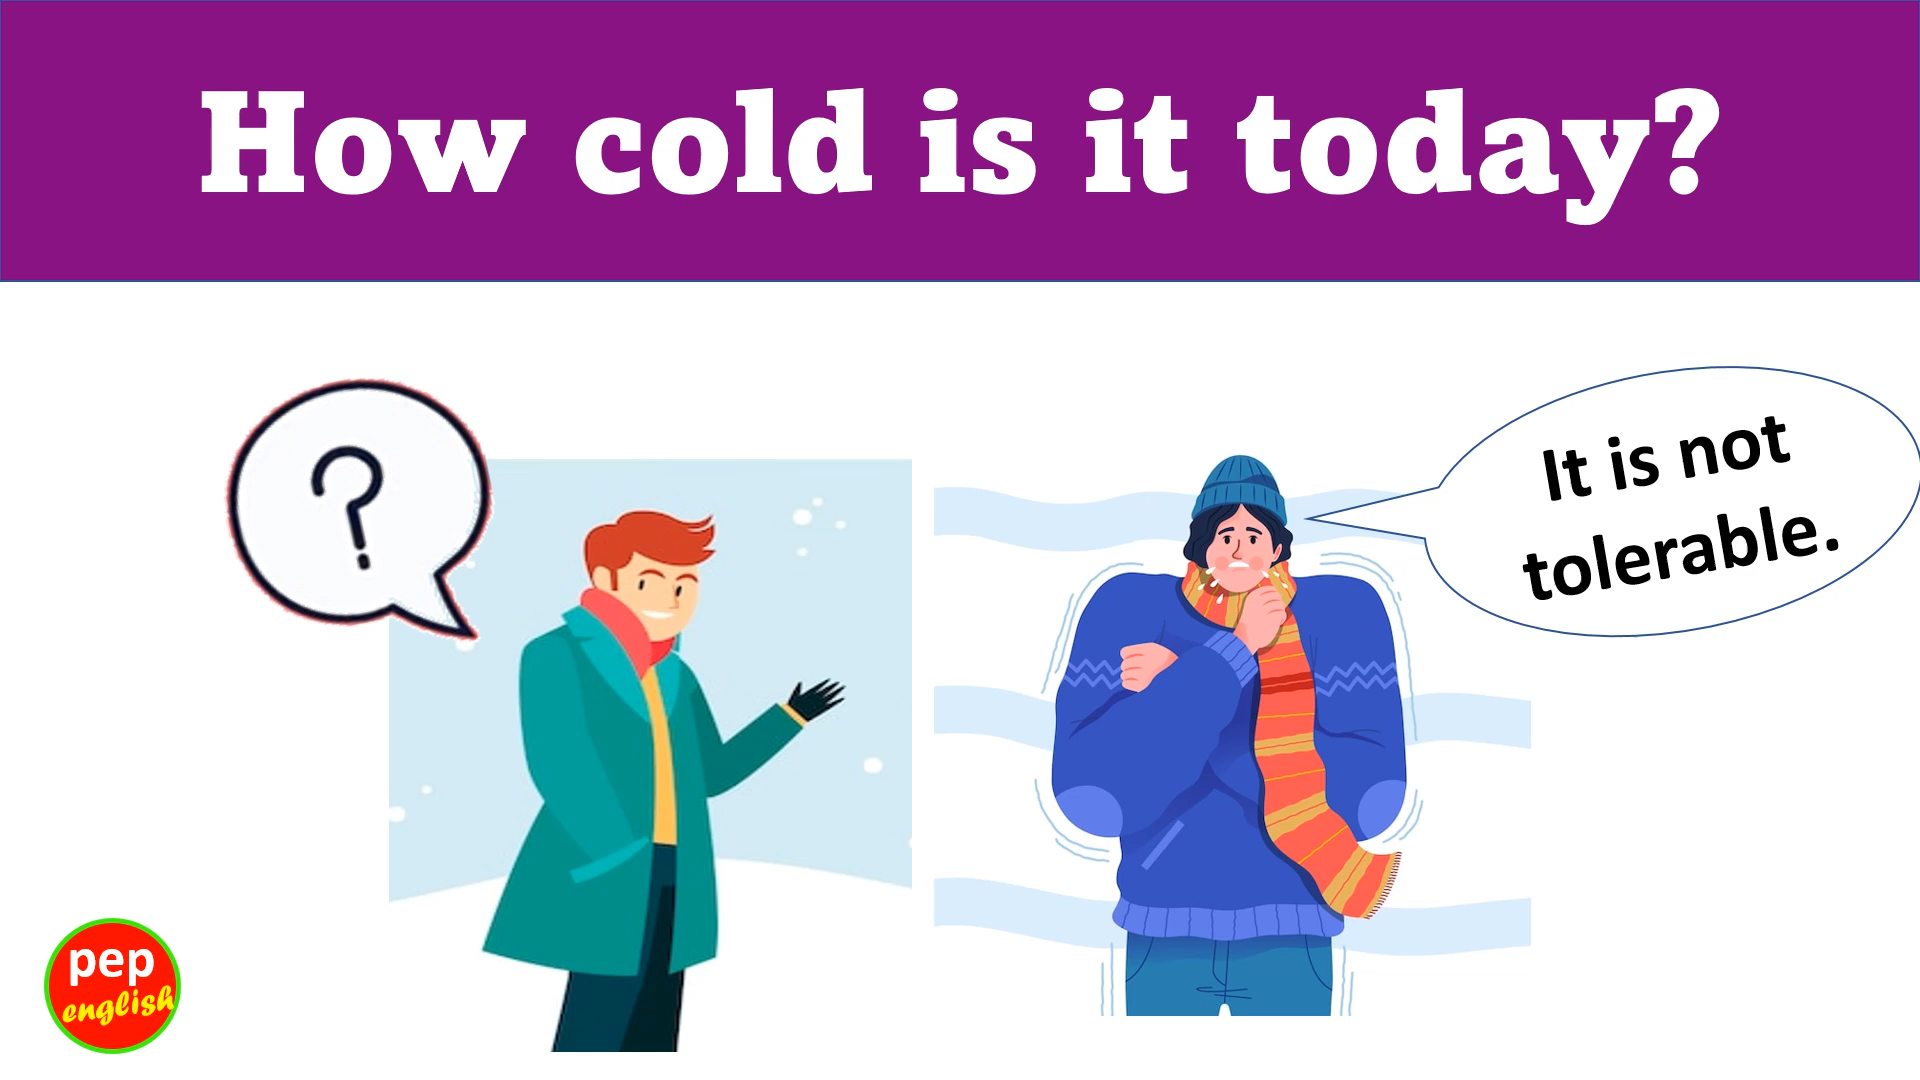 How cold is it today?
?
It is not
tolerable.
pep
english